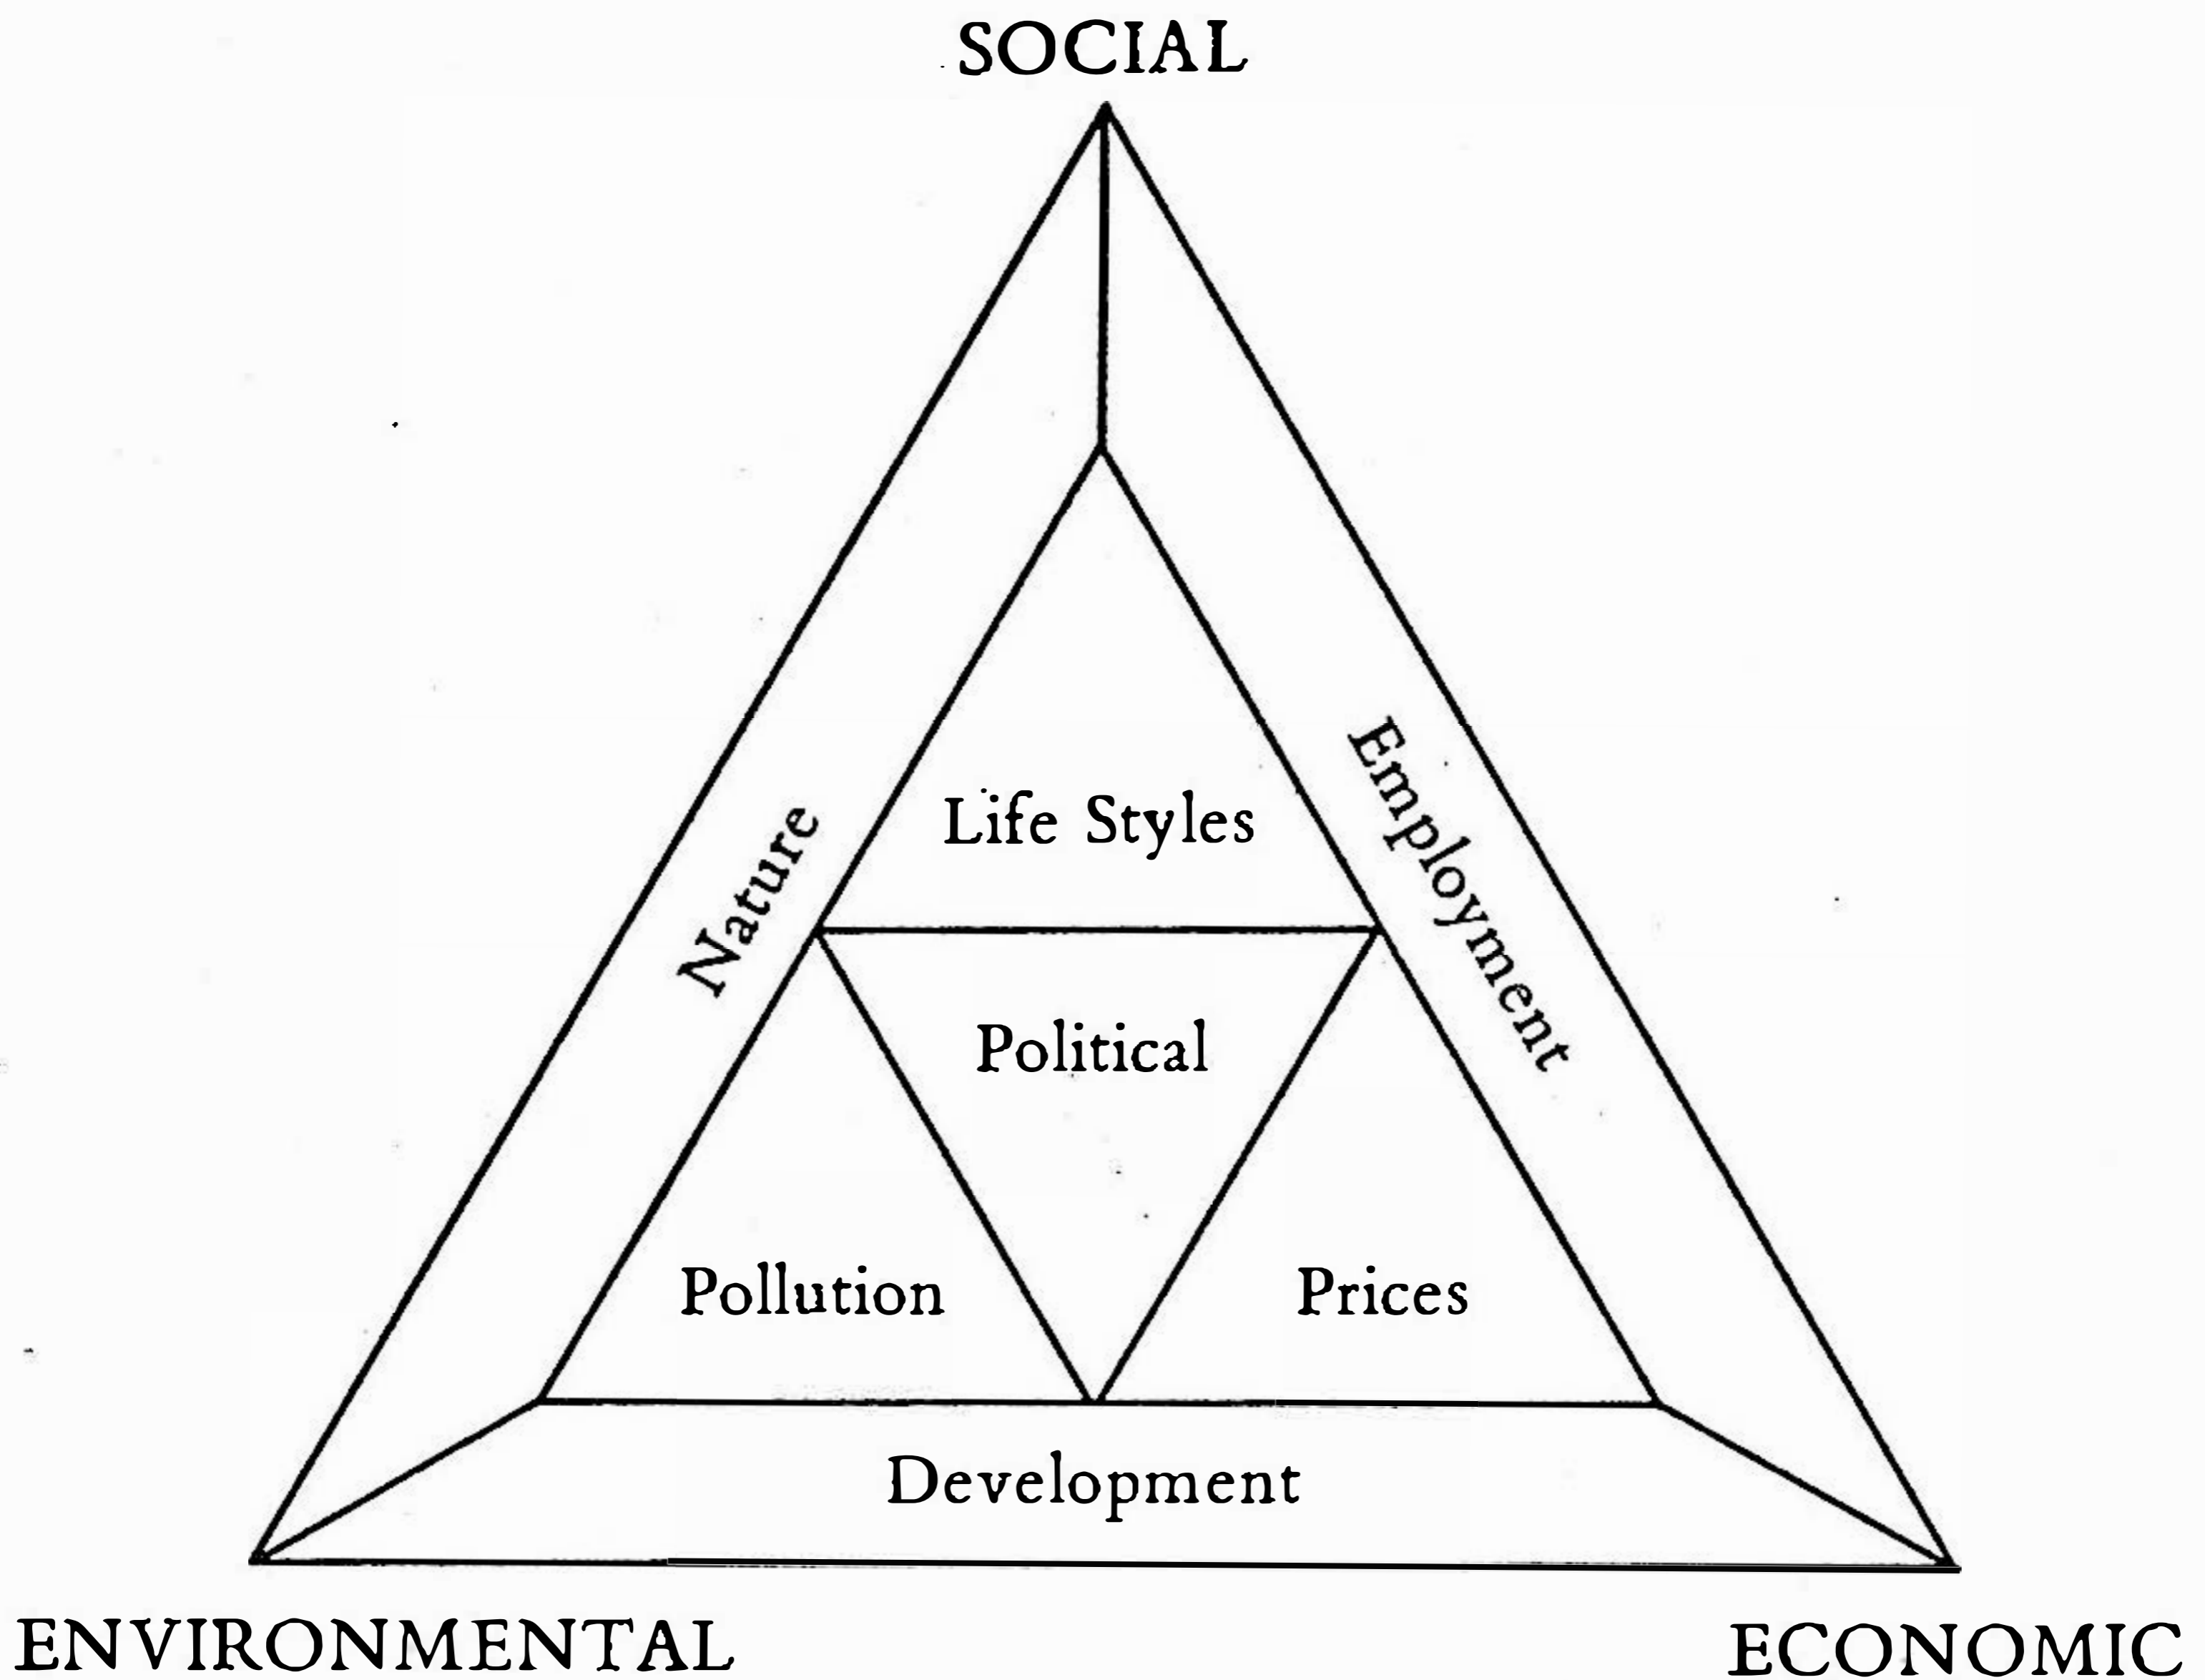 SOCIAL
Nature
Employment
Life Styles
Political
Pollution
Prices
Development
ENVIRONMENTAL
ECONOMIC